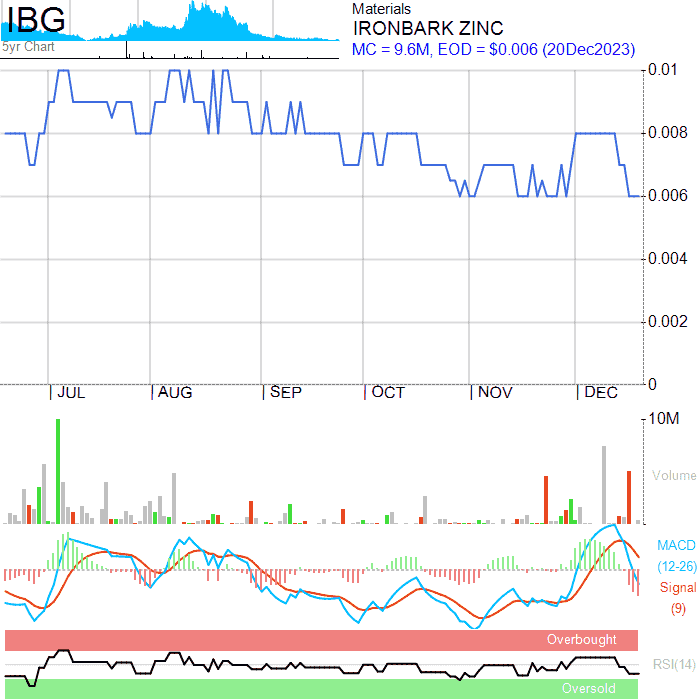 IBG
5yr Chart
Materials
IRONBARK ZINC
MC = 9.6M, EOD = $0.006 (20Dec2023)
0.01
0.008
0.006
0.004
0.002
0
JUL AUG SEP OCT NOV DEC
10M
Volume
MACD
(12-26)
Signal
(9)
Overbought
RSI(14)
Oversold